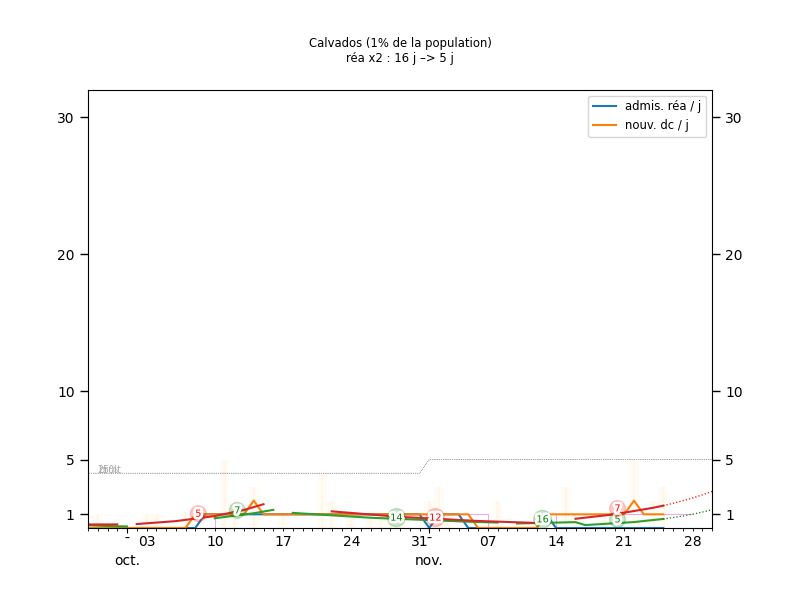 Calvados (1% de la population)
réa x2 : 16 j –> 5 j
admis. réa / j
nouv. dc / j
30 30
20 20
10 10
5 5
1 1
5 7 14 12 16 7 5
- 03 10 17 24 31 07 14 21 28
oct. nov.